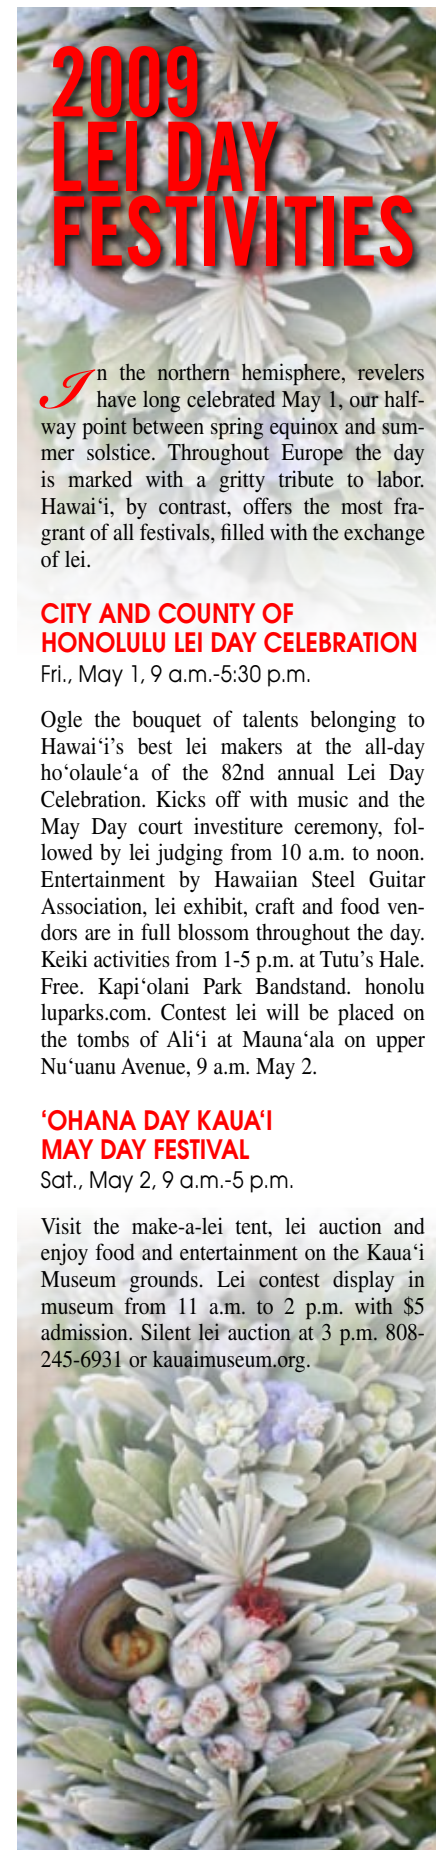 2009
LEI DAY
FESTIVITIES
In the northern hemisphere, revelers
have long celebrated May 1, our half-
way point between spring equinox and sum-
mer solstice. Throughout Europe the day
is marked with a gritty tribute to labor.
Hawai‘i, by contrast, offers the most fra-
grant of all festivals, filled with the exchange
of lei.
CITY AND COUNTY OF
HONOLULU LEI DAY CELEBRATION
Fri., May 1, 9 a.m.-5:30 p.m.
Ogle the bouquet of talents belonging to
Hawai‘i’s best lei makers at the all-day
ho‘olaule‘a of the 82nd annual Lei Day
Celebration. Kicks off with music and the
May Day court investiture ceremony, fol-
lowed by lei judging from 10 a.m. to noon.
Entertainment by Hawaiian Steel Guitar
Association, lei exhibit, craft and food ven-
dors are in full blossom throughout the day.
Keiki activities from 1-5 p.m. at Tutu’s Hale.
Free. Kapi‘olani Park Bandstand. honolu
luparks.com. Contest lei will be placed on
the tombs of Ali‘i at Mauna‘ala on upper
Nu‘uanu Avenue, 9 a.m. May 2.
‘OHANA DAY KAUA‘I
MAY DAY FESTIVAL
Sat., May 2, 9 a.m.-5 p.m.
Visit the make-a-lei tent, lei auction and
enjoy food and entertainment on the Kaua‘i
Museum grounds. Lei contest display in
museum from 11 a.m. to 2 p.m. with $5
admission. Silent lei auction at 3 p.m. 808-
245-6931 or kauaimuseum.org.